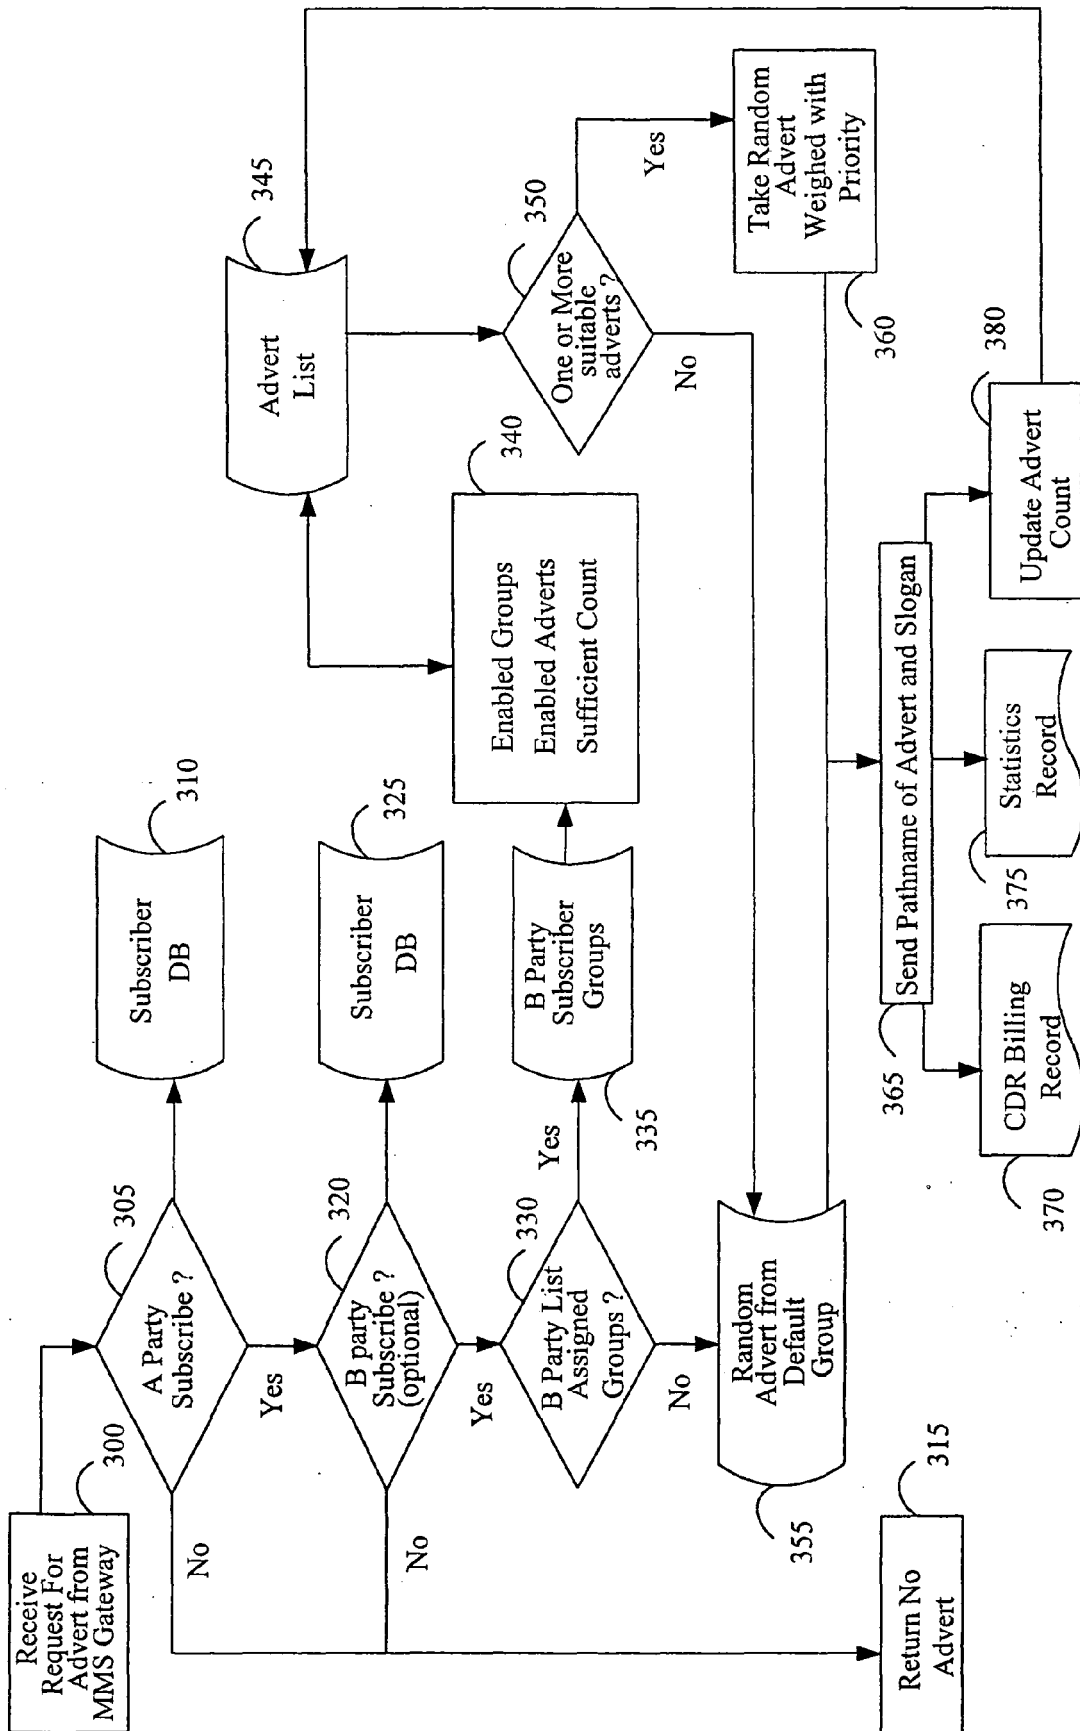 Receive
Request For
Advert from
MMS Gateway
300
A Party
Subscribe ?
305
No
Yes
Subscriber
DB
310
B party
Subscribe ?
(optional)
320
No
Yes
Subscriber
DB
325
B Party List
Assigned
Groups ?
330
Yes
No
B Party
Subscriber
Groups
335
Enabled Groups
Enabled Adverts
Sufficient Count
340
Advert
List
345
One or More
suitable
adverts ?
350
Yes
No
Random
Advert from
Default
Group
355
Take Random
Advert
Weighed with
Priority
360
Return No
Advert
315
Send Pathname of Advert and Slogan
365
CDR Billing
Record
370
Statistics
Record
375
Update Advert
Count
380